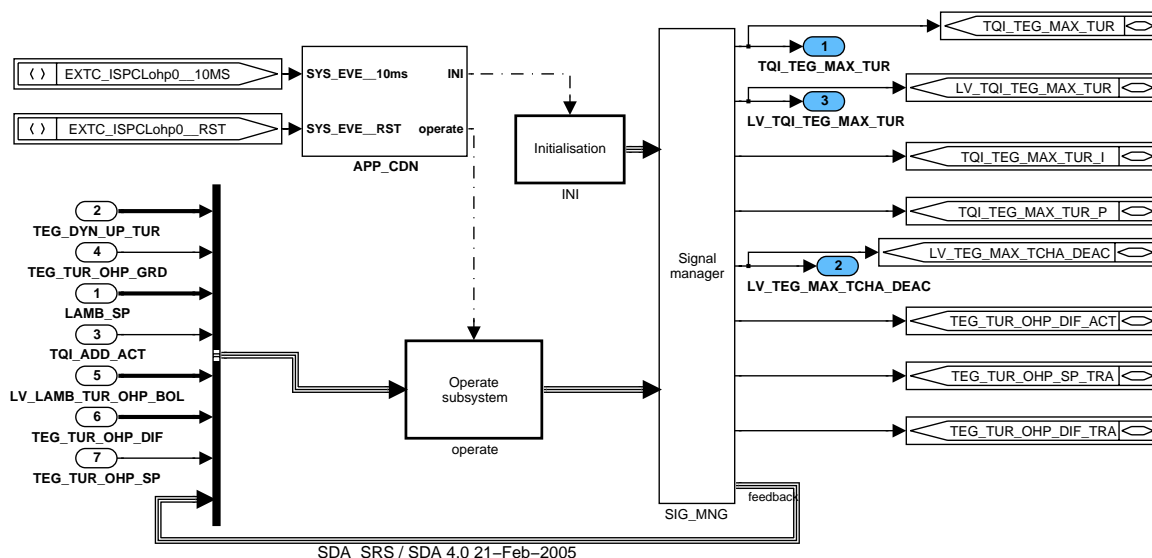 TQI_TEG_MAX_TUR
1
TQI_TEG_MAX_TUR
EXTC_ISPCLohp0__10MS
SYS_EVE__10ms
INI
EXTC_ISPCLohp0__RST
SYS_EVE__RST
operate
APP_CDN
LV_TQI_TEG_MAX_TUR
3
LV_TQI_TEG_MAX_TUR
Initialisation
INI
TQI_TEG_MAX_TUR_I
TQI_TEG_MAX_TUR_P
2
TEG_DYN_UP_TUR
4
TEG_TUR_OHP_GRD
1
LAMB_SP
3
TQI_ADD_ACT
5
LV_LAMB_TUR_OHP_BOL
6
TEG_TUR_OHP_DIF
7
TEG_TUR_OHP_SP
Signal
manager
LV_TEG_MAX_TCHA_DEAC
2
LV_TEG_MAX_TCHA_DEAC
TEG_TUR_OHP_DIF_ACT
Operate
subsystem
operate
TEG_TUR_OHP_SP_TRA
TEG_TUR_OHP_DIF_TRA
feedback
SIG_MNG
SDA_SRS / SDA 4.0 21–Feb–2005